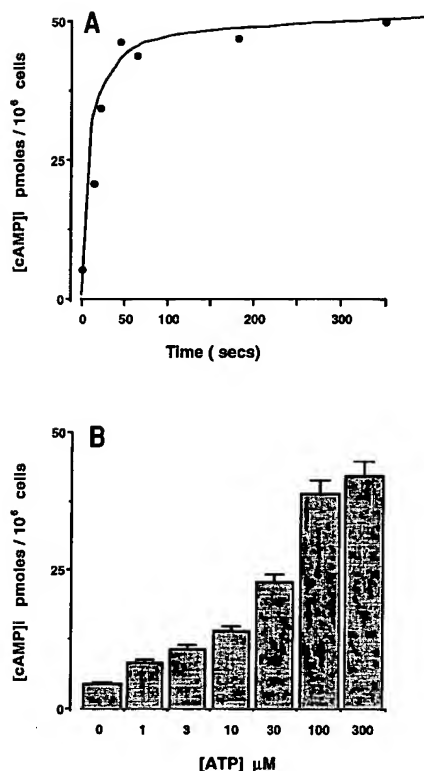 A
50
25
0
[cAMP]I pmoles / 10⁶ cells
0 50 100 200 300
Time ( secs)
B
50
25
0
[cAMP]I pmoles / 10⁶ cells
0 1 3 10 30 100 300
[ATP] μM